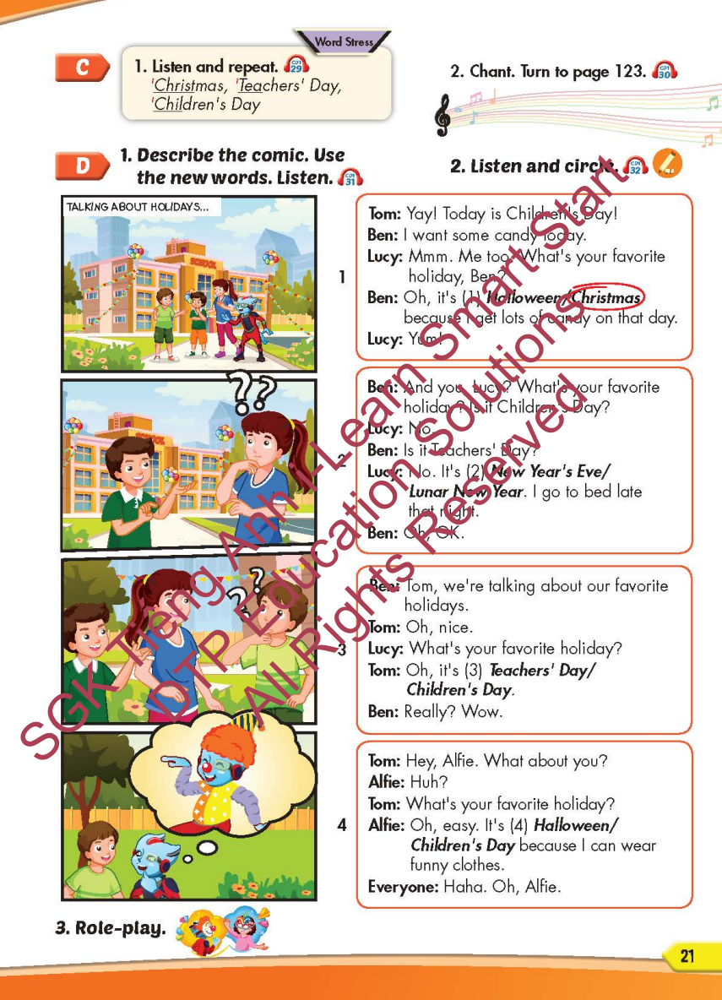 Word Stress
C
1. Listen and repeat. CD1 29
'Christmas, 'Teachers' Day,
'Children's Day
2. Chant. Turn to page 123. CD1 30
D
1. Describe the comic. Use
the new words. Listen. CD1 31
2. Listen and circle. CD1 32
TALKING ABOUT HOLIDAYS...
SCHOOL
1
Tom: Yay! Today is Children's Day!
Ben: I want some candy today.
Lucy: Mmm. Me too. What's your favorite
holiday, Ben?
Ben: Oh, it's (1) Halloween/Christmas
because I get lots of candy on that day.
Lucy: Yum!
??
2
Ben: And you, Lucy? What's your favorite
holiday? Is it Children's Day?
Lucy: No.
Ben: Is it Teachers' Day?
Lucy: No. It's (2) New Year's Eve/
Lunar New Year. I go to bed late
that night.
Ben: Oh, OK.
??
3
Ben: Tom, we're talking about our favorite
holidays.
Tom: Oh, nice.
Lucy: What's your favorite holiday?
Tom: Oh, it's (3) Teachers' Day/
Children's Day.
Ben: Really? Wow.
4
Tom: Hey, Alfie. What about you?
Alfie: Huh?
Tom: What's your favorite holiday?
Alfie: Oh, easy. It's (4) Halloween/
Children's Day because I can wear
funny clothes.
Everyone: Haha. Oh, Alfie.
3. Role-play.
21
SGK Tieng Anh i-Learn Smart Start
DTP Education Solutions
All Rights Reserved